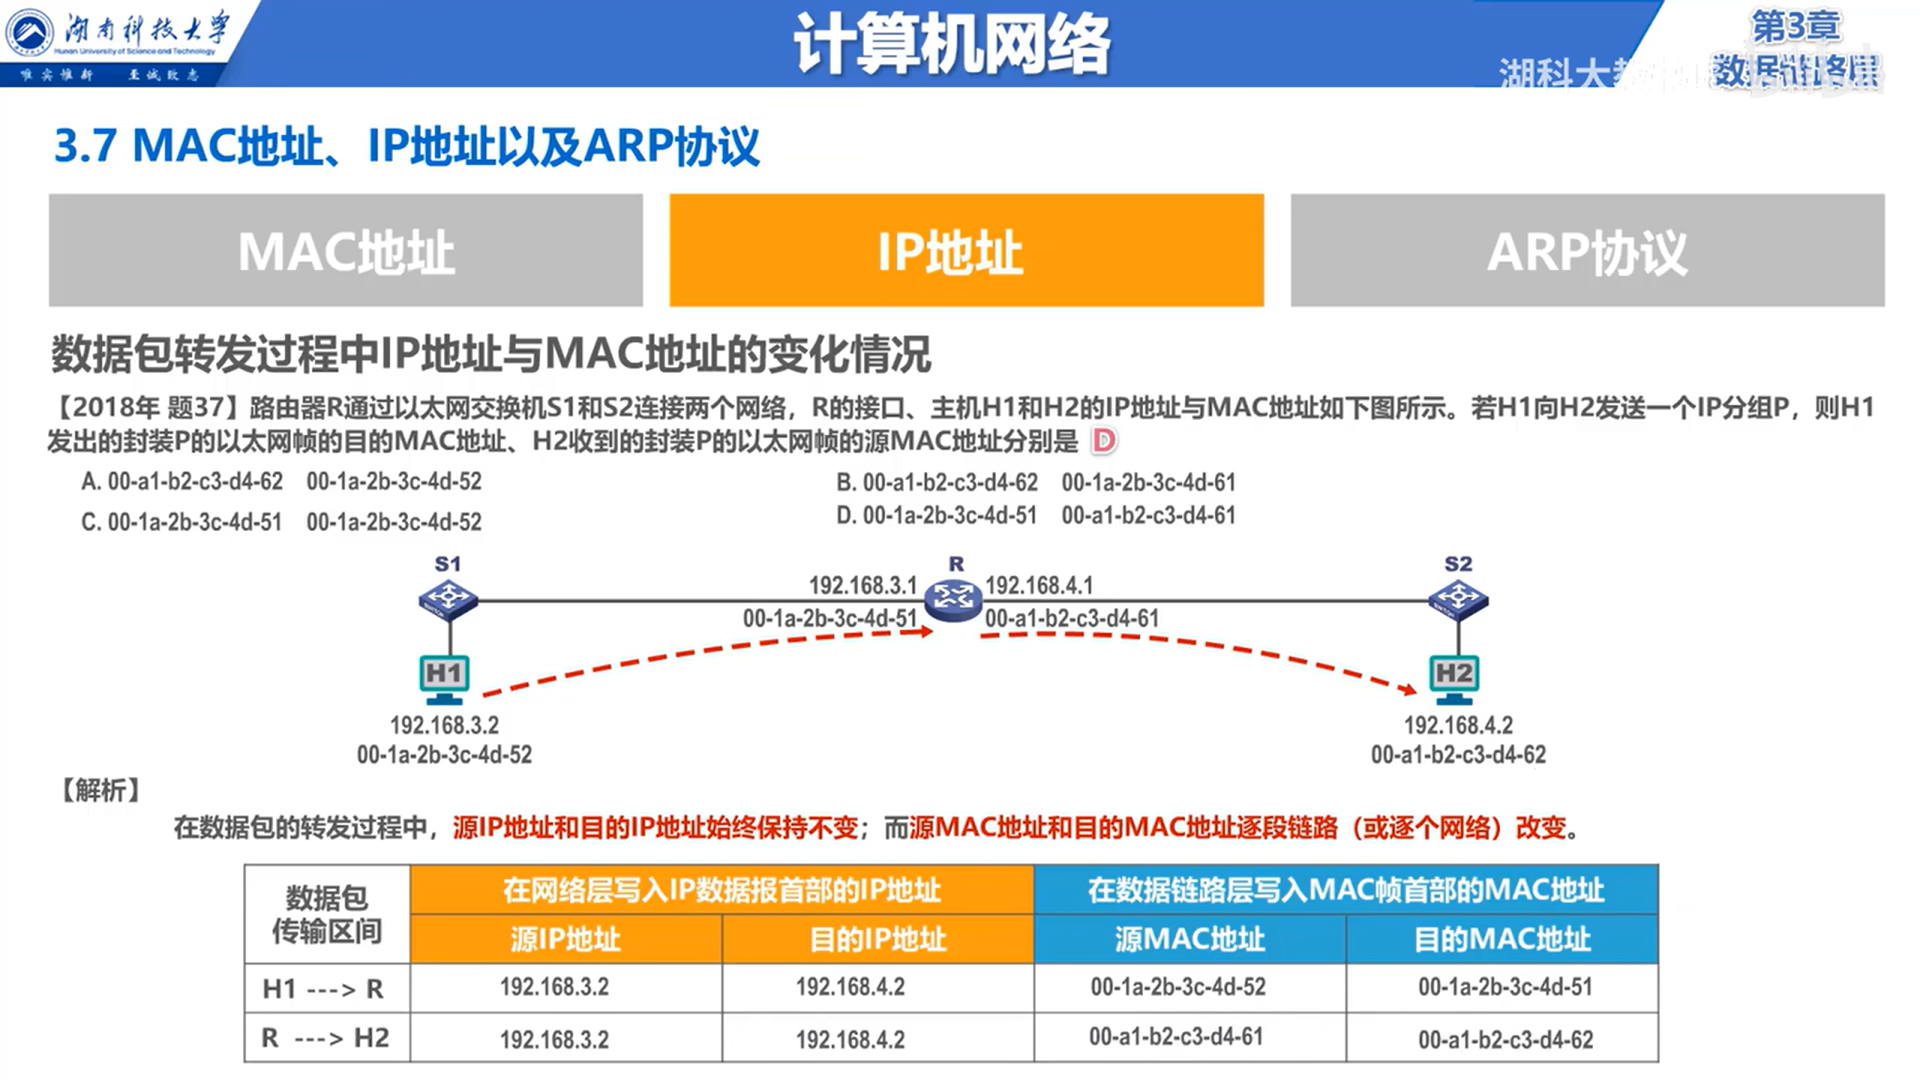 湖南科技大学
Hunan University of Science and Technology
唯实惟新 至诚致志
计算机网络
第3章
数据链路层
湖科大教
3.7 MAC地址、IP地址以及ARP协议
MAC地址
IP地址
ARP协议
数据包转发过程中IP地址与MAC地址的变化情况
【2018年 题37】路由器R通过以太网交换机S1和S2连接两个网络，R的接口、主机H1和H2的IP地址与MAC地址如下图所示。若H1向H2发送一个IP分组P，则H1
发出的封装P的以太网帧的目的MAC地址、H2收到的封装P的以太网帧的源MAC地址分别是 D
A. 00-a1-b2-c3-d4-62 00-1a-2b-3c-4d-52
B. 00-a1-b2-c3-d4-62 00-1a-2b-3c-4d-61
C. 00-1a-2b-3c-4d-51 00-1a-2b-3c-4d-52
D. 00-1a-2b-3c-4d-51 00-a1-b2-c3-d4-61
S1
R
S2
192.168.3.1
192.168.4.1
00-1a-2b-3c-4d-51
00-a1-b2-c3-d4-61
H1
H2
192.168.3.2
00-1a-2b-3c-4d-52
192.168.4.2
00-a1-b2-c3-d4-62
【解析】
在数据包的转发过程中，源IP地址和目的IP地址始终保持不变；而源MAC地址和目的MAC地址逐段链路（或逐个网络）改变。
数据包
传输区间
在网络层写入IP数据报首部的IP地址
在数据链路层写入MAC帧首部的MAC地址
源IP地址
目的IP地址
源MAC地址
目的MAC地址
H1 ---> R
192.168.3.2
192.168.4.2
00-1a-2b-3c-4d-52
00-1a-2b-3c-4d-51
R ---> H2
192.168.3.2
192.168.4.2
00-a1-b2-c3-d4-61
00-a1-b2-c3-d4-62